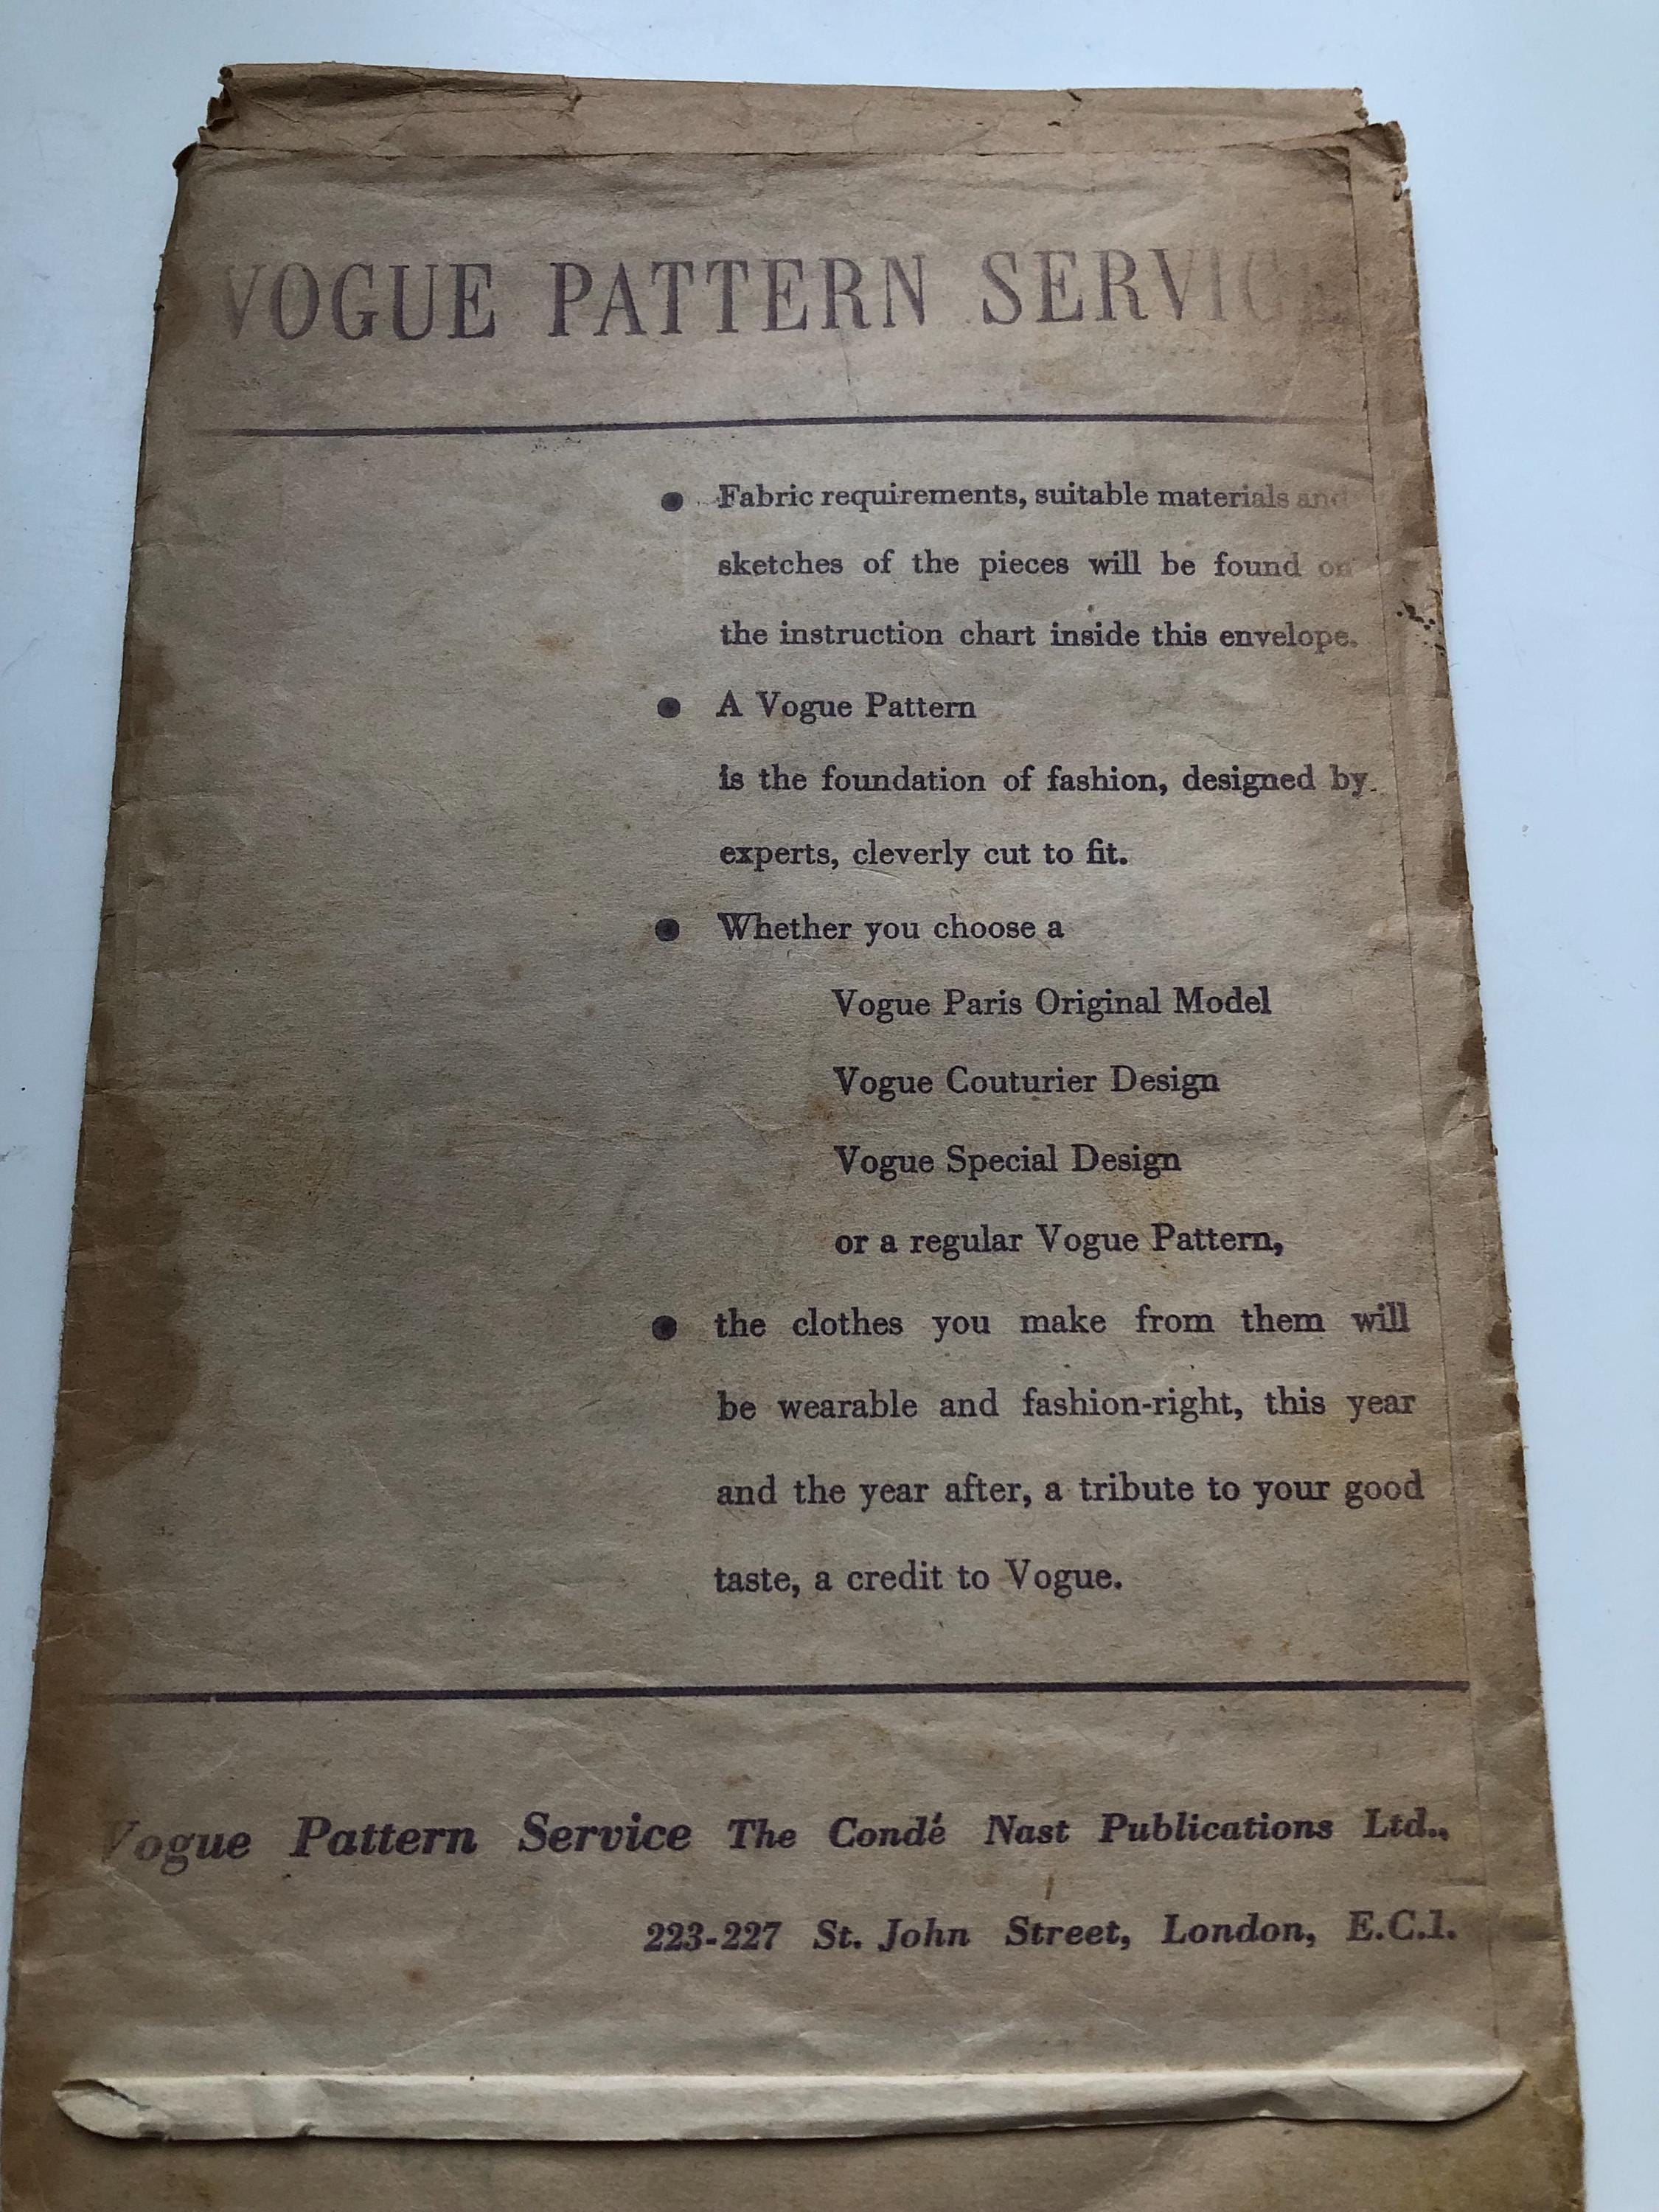 VOGUE PATTERN SERVICE
● Fabric requirements, suitable materials and
sketches of the pieces will be found on
the instruction chart inside this envelope.
● A Vogue Pattern
is the foundation of fashion, designed by
experts, cleverly cut to fit.
● Whether you choose a
Vogue Paris Original Model
Vogue Couturier Design
Vogue Special Design
or a regular Vogue Pattern,
● the clothes you make from them will
be wearable and fashion-right, this year
and the year after, a tribute to your good
taste, a credit to Vogue.
Vogue Pattern Service The Condé Nast Publications Ltd.,
223-227 St. John Street, London, E.C.1.